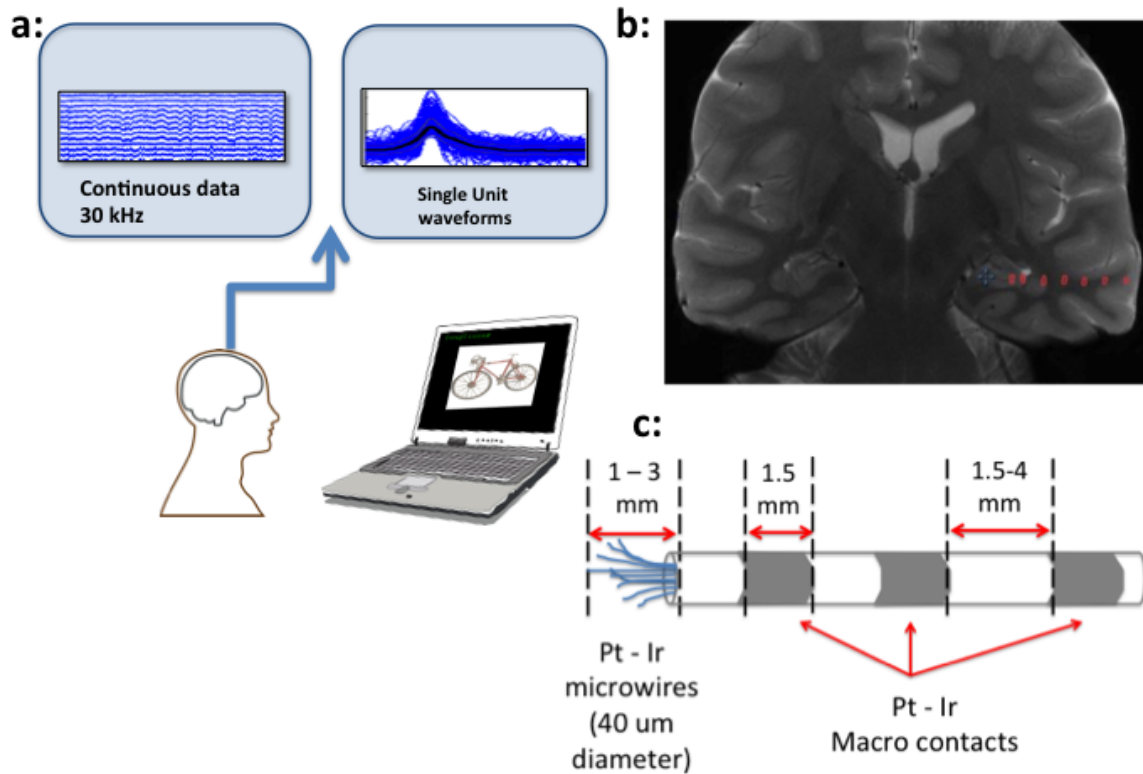 a:
Continuous data
30 kHz
Single Unit
waveforms
b:
c:
1 – 3
mm
1.5
mm
1.5-4
mm
Pt - Ir
microwires
(40 um
diameter)
Pt - Ir
Macro contacts